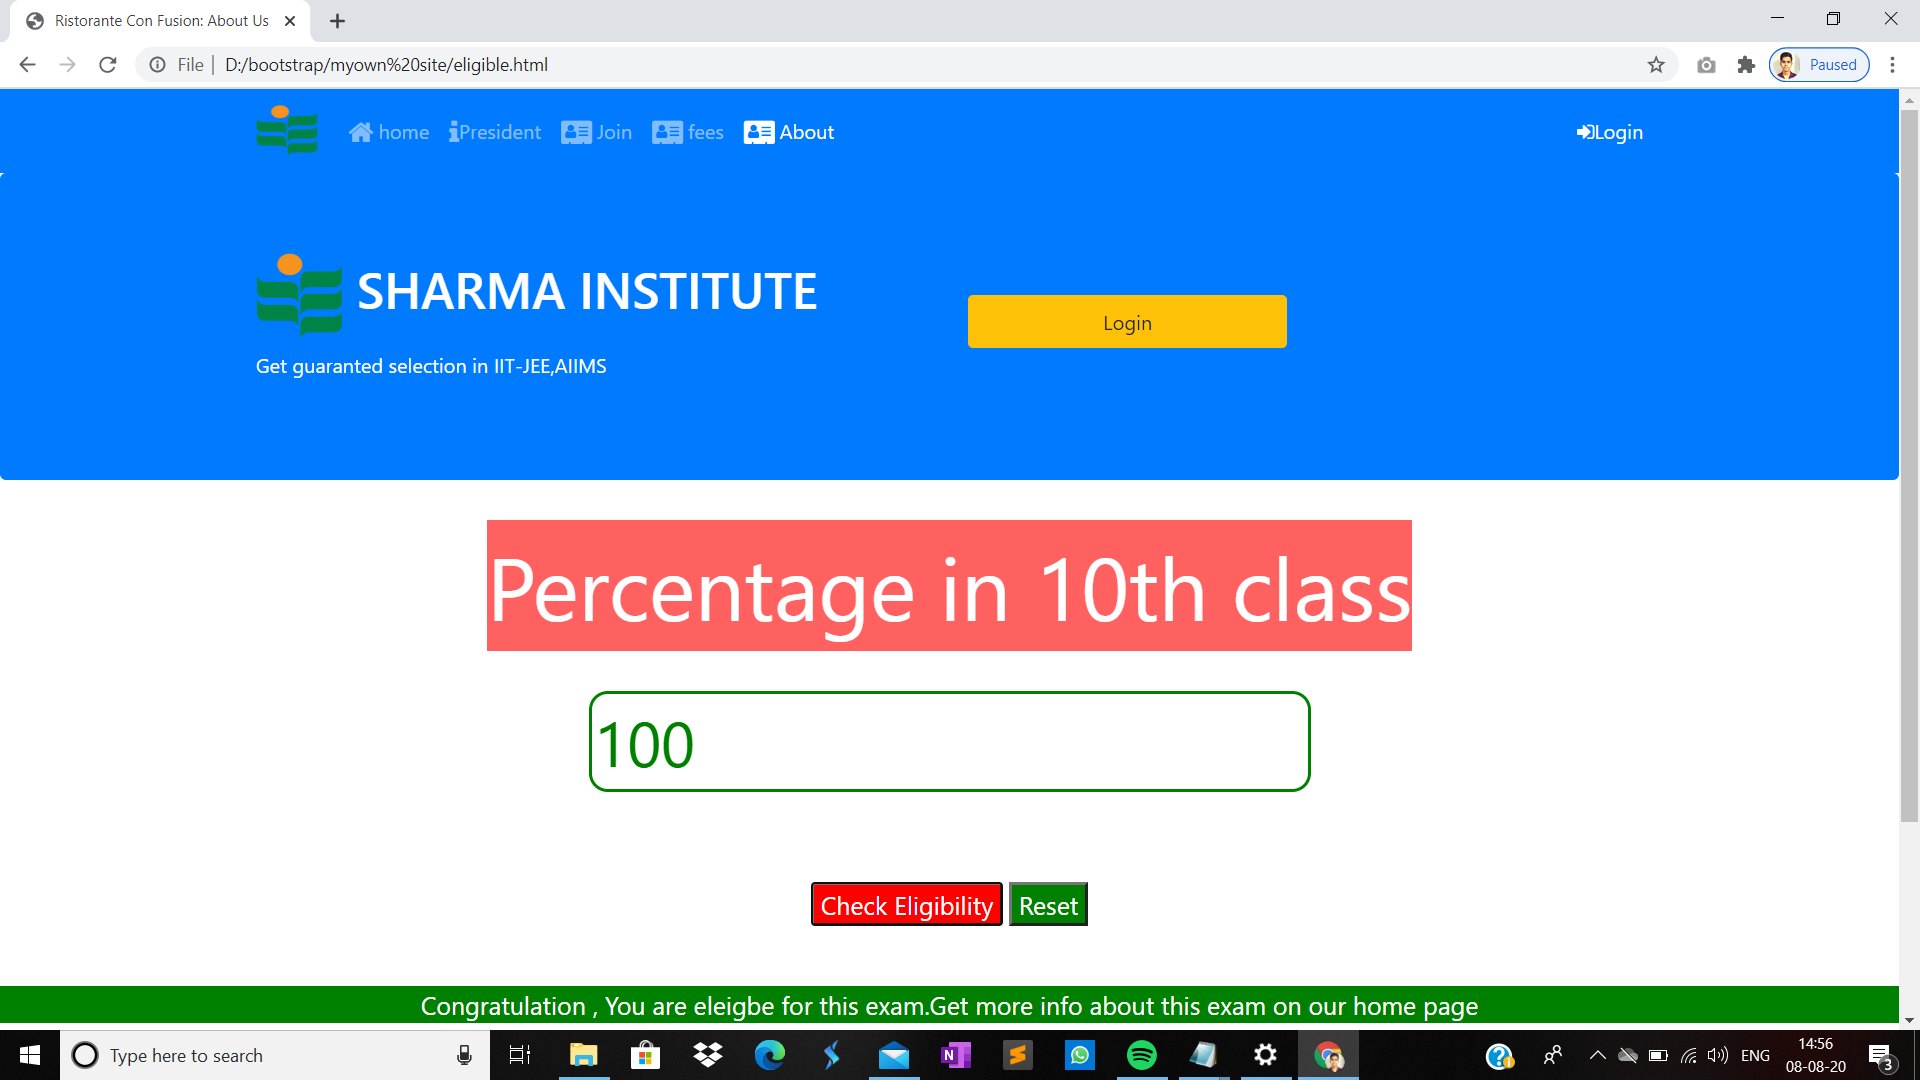 Ristorante Con Fusion: About Us
File | D:/bootstrap/myown%20site/eligible.html
Paused
home President Join fees About Login
SHARMA INSTITUTE
Login
Get guaranted selection in IIT-JEE,AIIMS
Percentage in 10th class
100
Check Eligibility Reset
Congratulation , You are eleigbe for this exam.Get more info about this exam on our home page
Type here to search
ENG
14:56
08-08-20
3